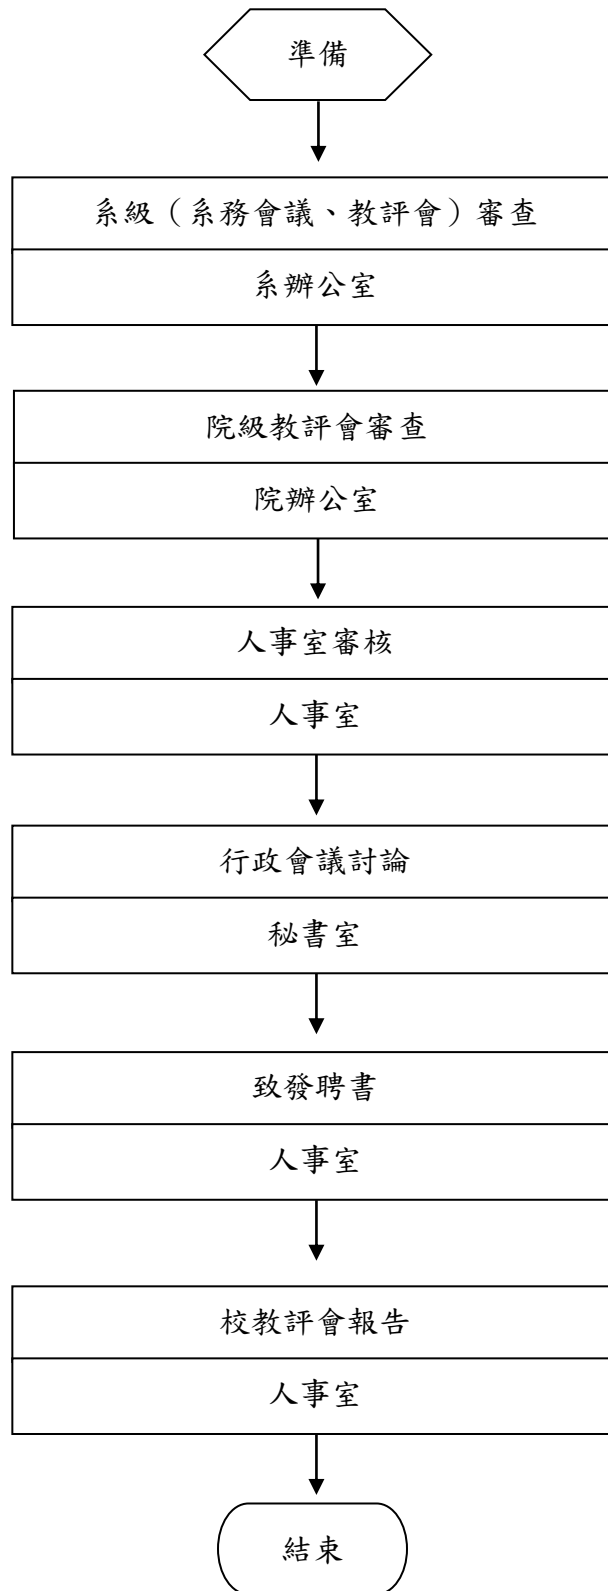 準備
系級（系務會議、教評會）審查
系辦公室
院級教評會審查
院辦公室
人事室審核
人事室
行政會議討論
秘書室
致發聘書
人事室
校教評會報告
人事室
結束